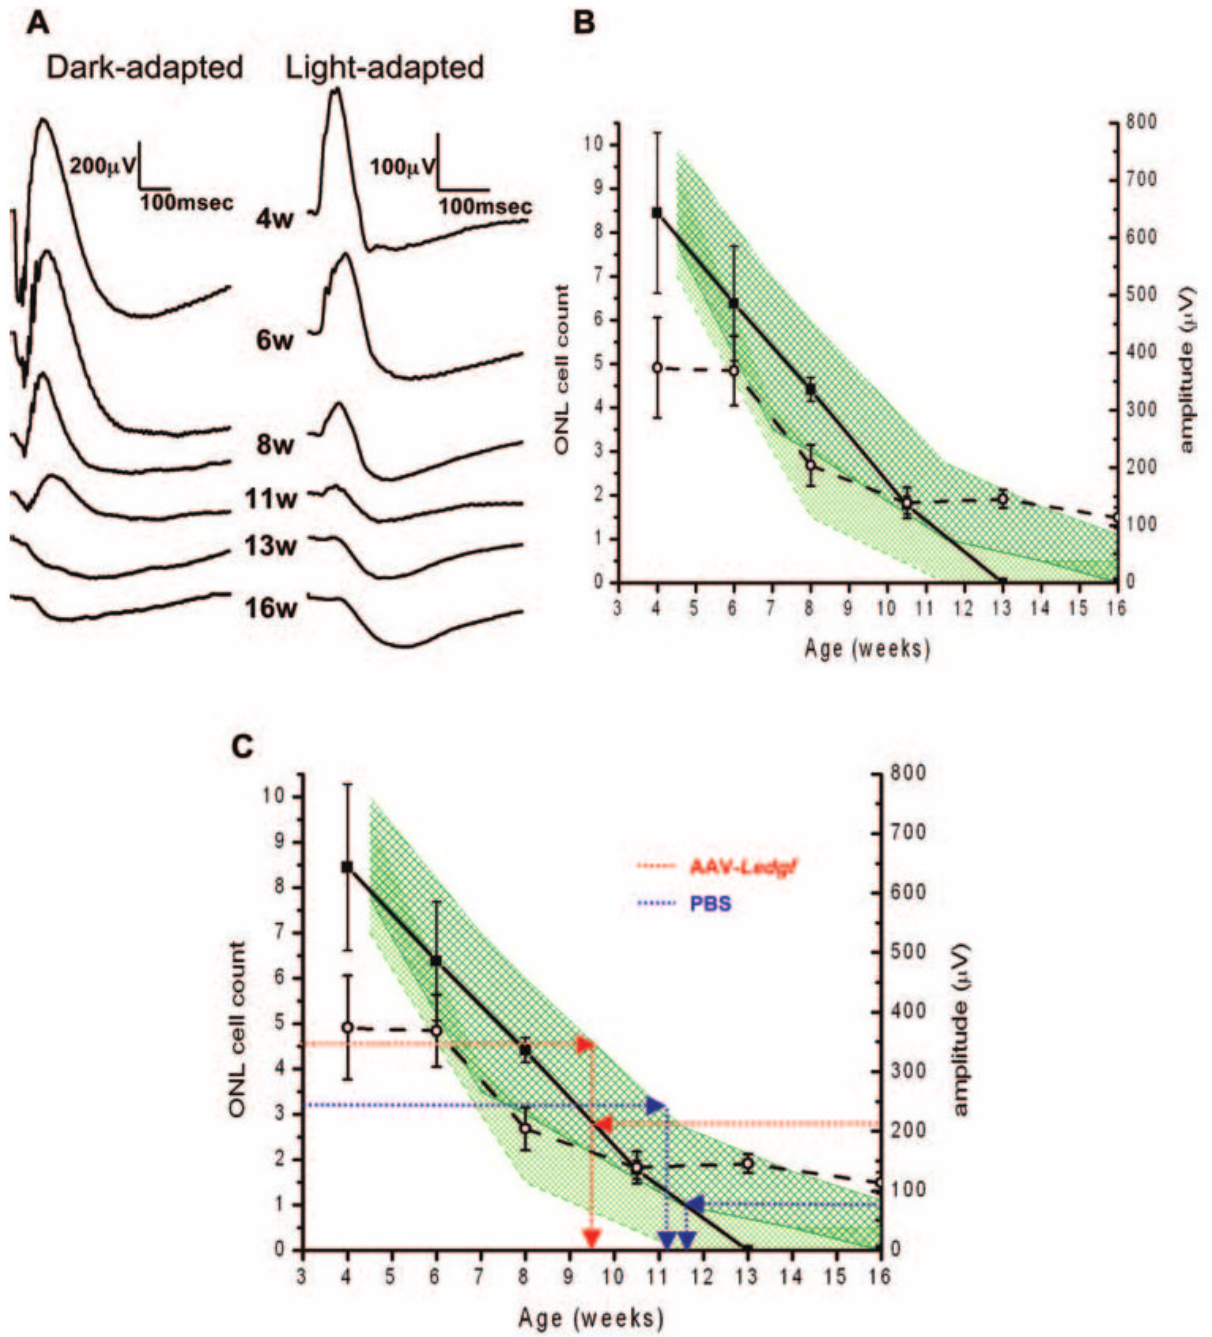 A
Dark-adapted
Light-adapted
200μV
100msec
100μV
100msec
4w
6w
8w
11w
13w
16w
B
10
9
8
7
6
5
4
3
2
1
0
ONL cell count
800
700
600
500
400
300
200
100
0
amplitude (μV)
3 4 5 6 7 8 9 10 11 12 13 14 15 16
Age (weeks)
C
10
9
8
7
6
5
4
3
2
1
0
ONL cell count
AAV-Ledgf
PBS
800
700
600
500
400
300
200
100
0
amplitude (μV)
3 4 5 6 7 8 9 10 11 12 13 14 15 16
Age (weeks)